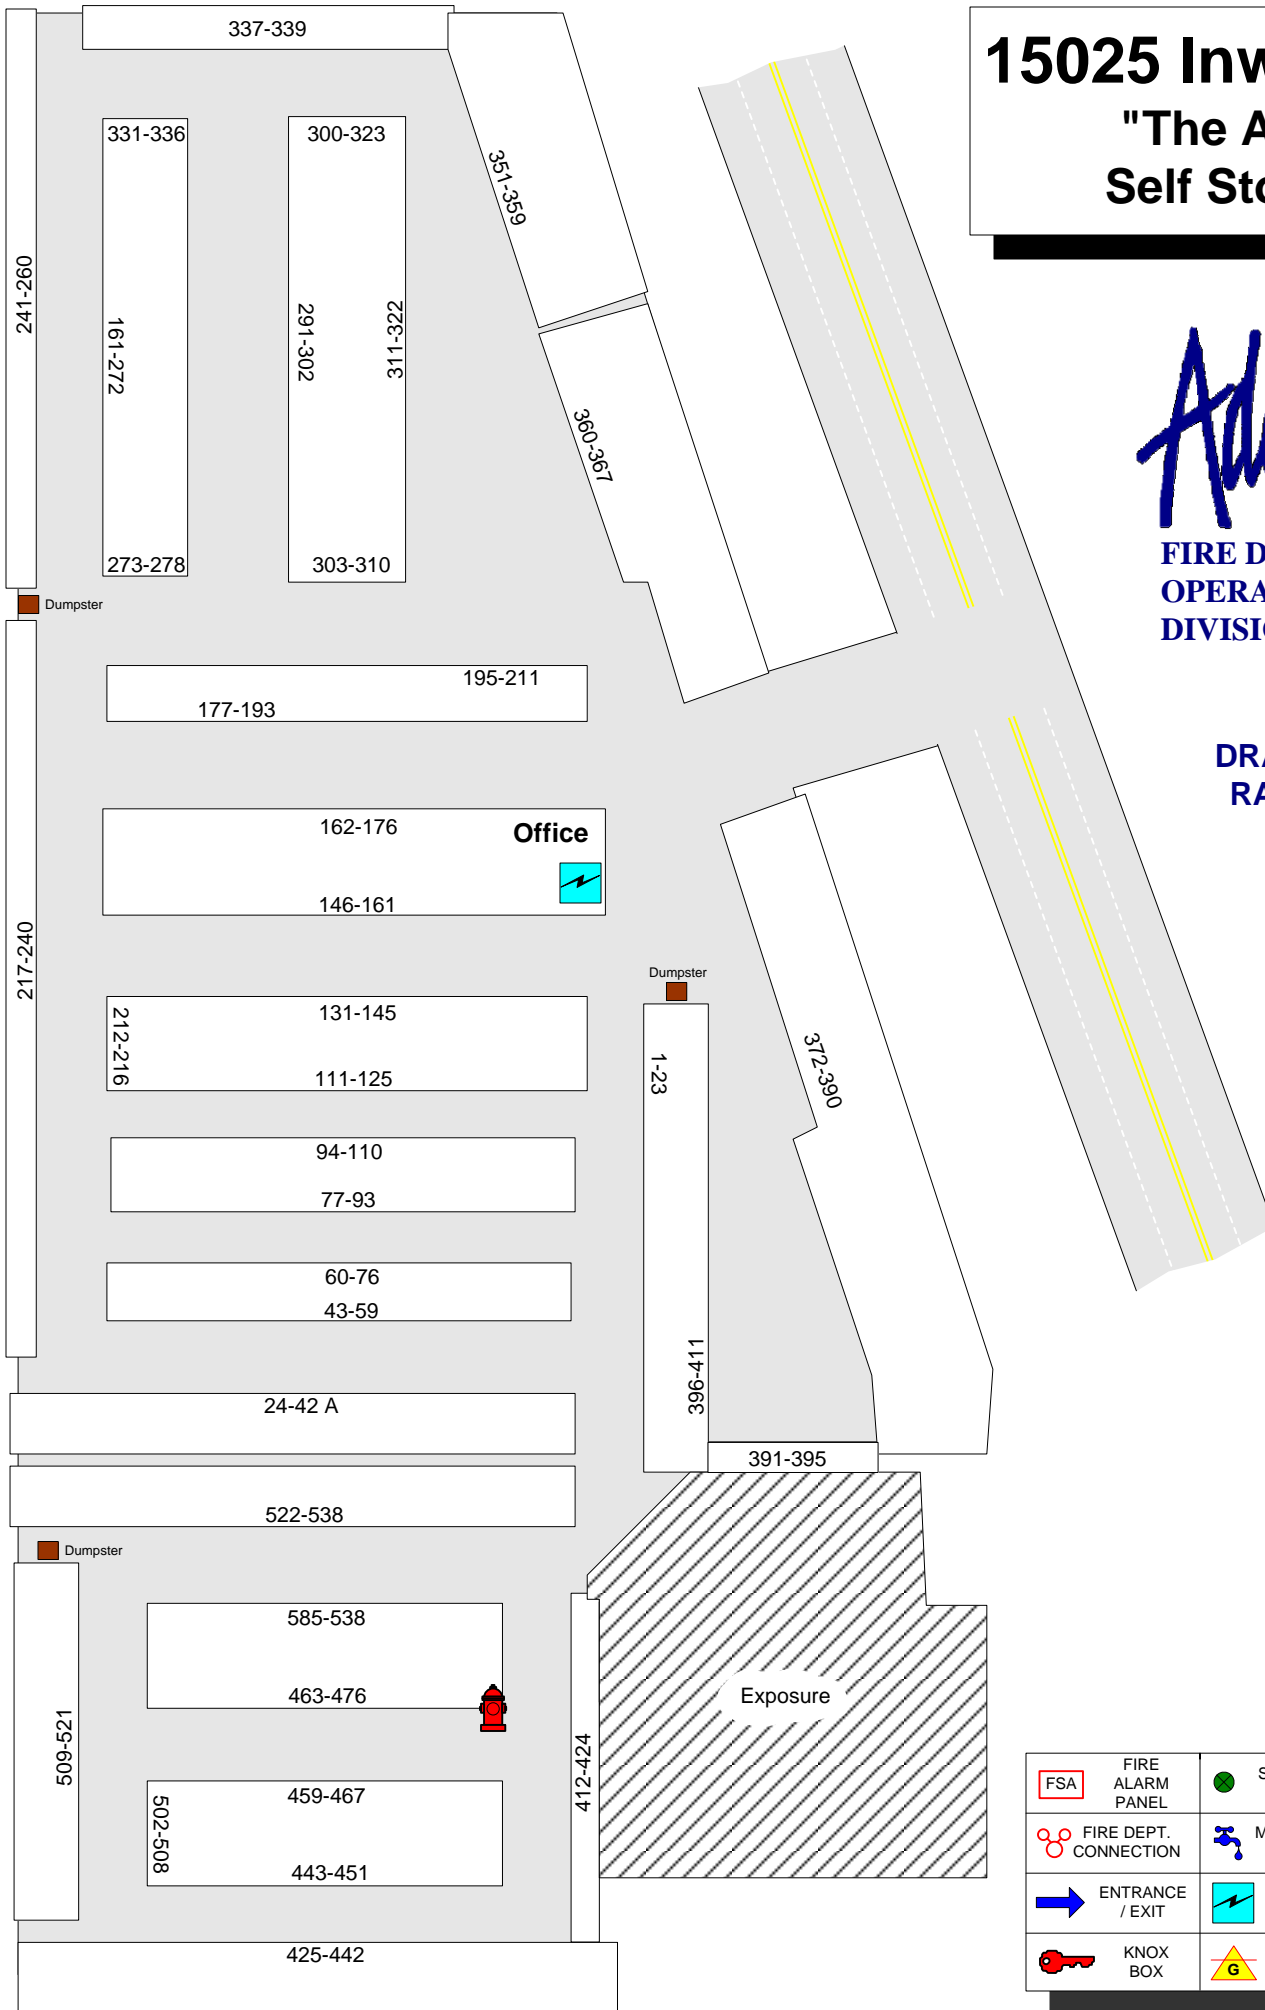 337-339
15025 Inw
"The A
Self Sto
331-336
300-323
351-359
241-260
161-272
291-302
311-322
360-367
FIRE D
OPERA
DIVISI
273-278
303-310
Dumpster
195-211
177-193
DRA
RA
162-176
Office
146-161
217-240
Dumpster
212-216
131-145
111-125
1-23
372-390
94-110
77-93
60-76
43-59
396-411
24-42 A
391-395
522-538
Dumpster
585-538
463-476
Exposure
509-521
412-424
459-467
502-508
443-451
425-442
FSA
FIRE
ALARM
PANEL
S
FIRE DEPT.
CONNECTION
M
ENTRANCE
/ EXIT
KNOX
BOX
G